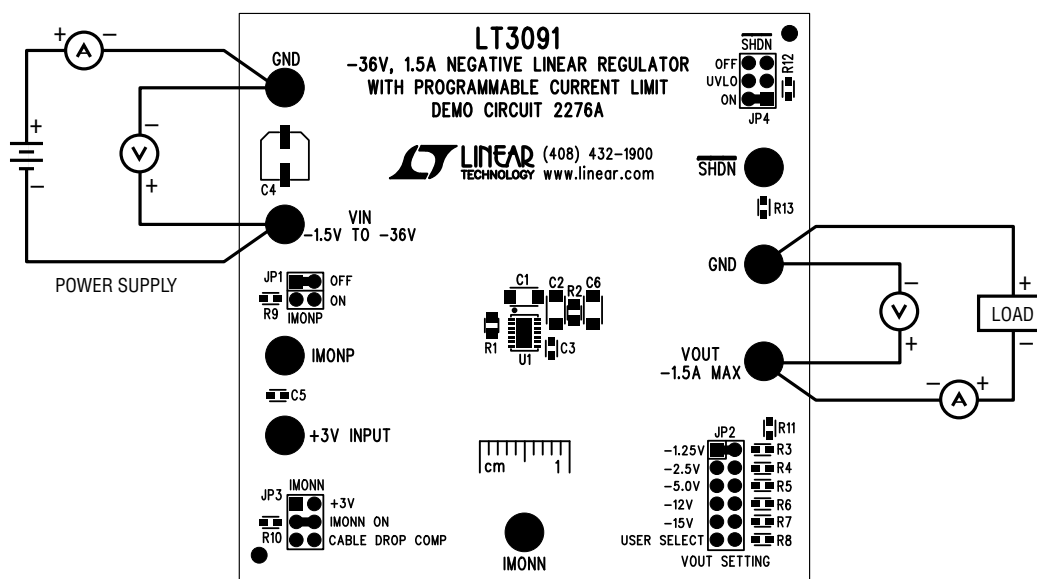 LT3091
-36V, 1.5A NEGATIVE LINEAR REGULATOR
WITH PROGRAMMABLE CURRENT LIMIT
DEMO CIRCUIT 2276A
LINEAR TECHNOLOGY (408) 432-1900
www.linear.com
+ A -
GND
+
-
- V +
C4
VIN
-1.5V TO -36V
POWER SUPPLY
JP1 OFF
ON
R9 IMONP
IMONP
C5
+3V INPUT
IMONN
JP3 +3V
IMONN ON
R10 CABLE DROP COMP
SHDN
OFF
UVLO
ON
R12
JP4
SHDN
R13
GND
C1 C2 R2 C6
R1 U1 C3
VOUT
-1.5A MAX
- V +
+ LOAD -
- A +
cm 1
IMONN
R11
JP2
-1.25V R3
-2.5V R4
-5.0V R5
-12V R6
-15V R7
USER SELECT R8
VOUT SETTING